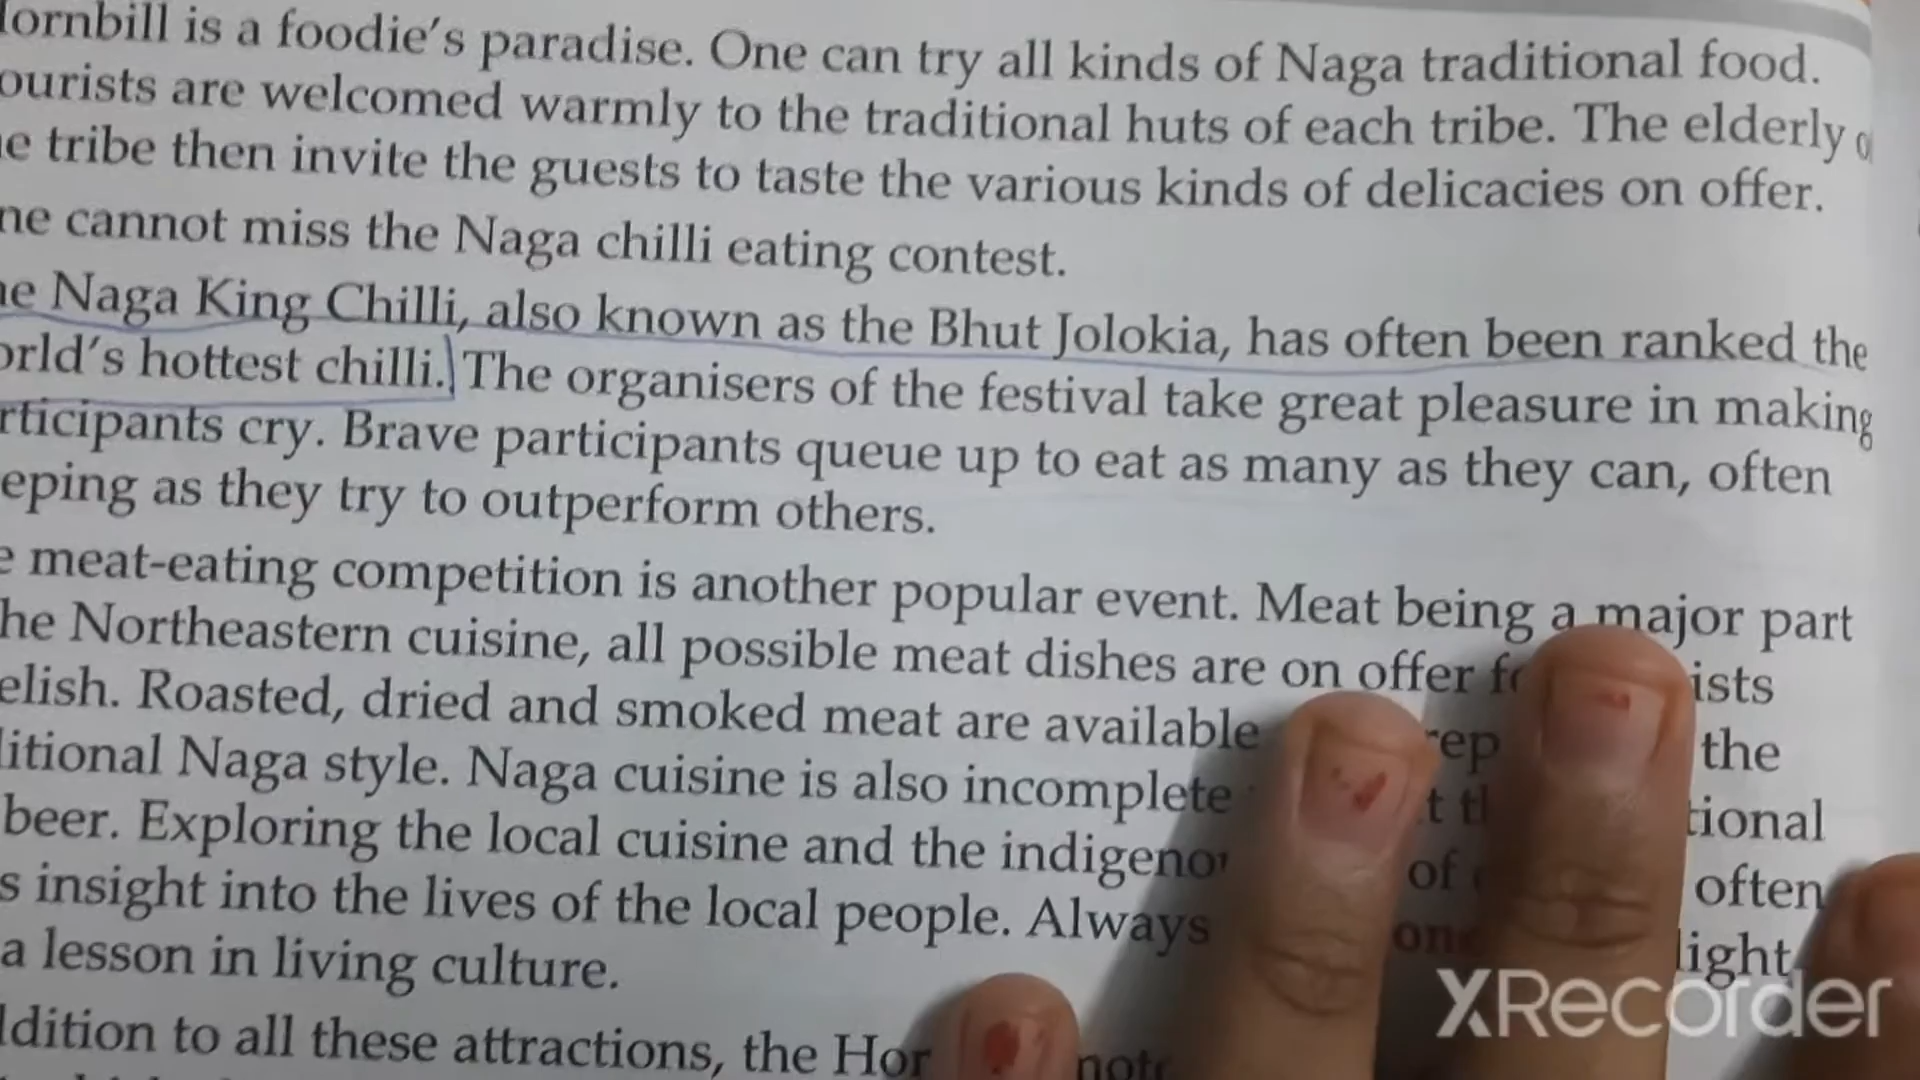 ornbill is a foodie's paradise. One can try all kinds of Naga traditional food.
ourists are welcomed warmly to the traditional huts of each tribe. The elderly
e tribe then invite the guests to taste the various kinds of delicacies on offer.
ne cannot miss the Naga chilli eating contest.
he Naga King Chilli, also known as the Bhut Jolokia, has often been ranked the
orld's hottest chilli. The organisers of the festival take great pleasure in making
rticipants cry. Brave participants queue up to eat as many as they can, often
eping as they try to outperform others.
e meat-eating competition is another popular event. Meat being a major part
he Northeastern cuisine, all possible meat dishes are on offer ists
elish. Roasted, dried and smoked meat are available rep the
litional Naga style. Naga cuisine is also incomplete t tional
beer. Exploring the local cuisine and the indigeno of often
s insight into the lives of the local people. Always on light,
a lesson in living culture.
ldition to all these attractions, the Hor not
XRecorder